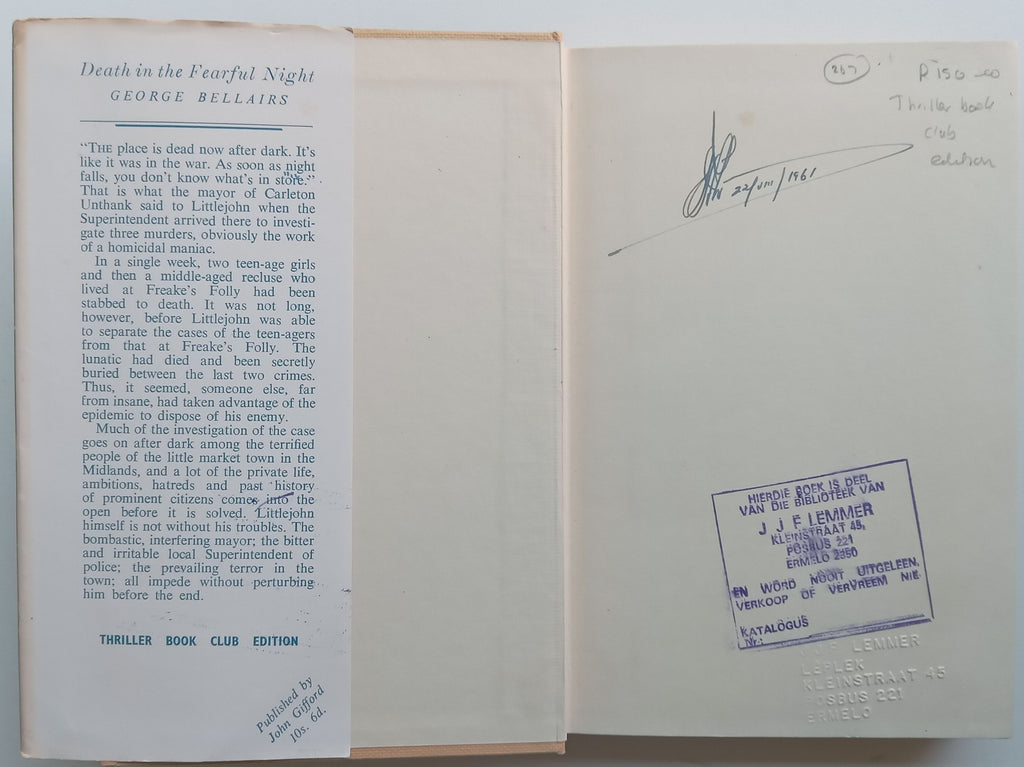 Death in the Fearful Night
GEORGE BELLAIRS
"THE place is dead now after dark. It's
like it was in the war. As soon as night
falls, you don't know what's in store."
That is what the mayor of Carleton
Unthank said to Littlejohn when the
Superintendent arrived there to investi-
gate three murders, obviously the work
of a homicidal maniac.
In a single week, two teen-age girls
and then a middle-aged recluse who
lived at Freake's Folly had been
stabbed to death. It was not long,
however, before Littlejohn was able
to separate the cases of the teen-agers
from that at Freake's Folly. The
lunatic had died and been secretly
buried between the last two crimes.
Thus, it seemed, someone else, far
from insane, had taken advantage of the
epidemic to dispose of his enemy.
Much of the investigation of the case
goes on after dark among the terrified
people of the little market town in the
Midlands, and a lot of the private life,
ambitions, hatreds and past history
of prominent citizens comes into the
open before it is solved. Littlejohn
himself is not without his troubles. The
bombastic, interfering mayor; the bitter
and irritable local Superintendent of
police; the prevailing terror in the
town; all impede without perturbing
him before the end.
THRILLER BOOK CLUB EDITION
Published by
John Gifford
10s. 6d.
267
R150-00
Thriller book
club
edition
22/VIII/1961
HIERDIE BOEK IS DEEL
VAN DIE BIBLIOTEEK VAN
J J F LEMMER
KLEINSTRAAT 45,
POSBUS 221
ERMELO 2350
EN WORD NOOIT UITGELEEN,
VERKOOP OF VERVREEM NIE
KATALOGUS
Nr.:
JJF LEMMER
KLEINSTRAAT 45
POSBUS 221
ERMELO